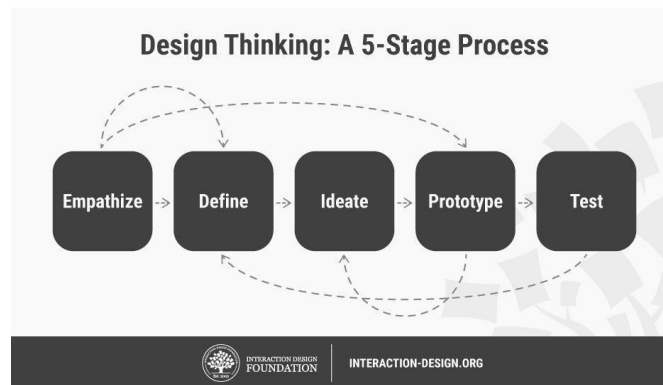 Design Thinking: A 5-Stage Process
Empathize
Define
Ideate
Prototype
Test
INTERACTION DESIGN
FOUNDATION
INTERACTION-DESIGN.ORG